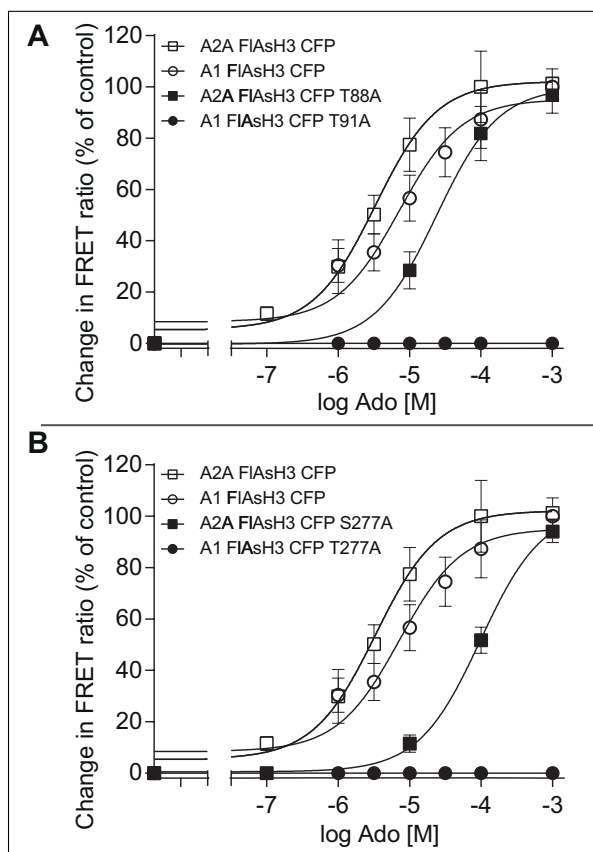 A
120
100
80
60
40
20
0
Change in FRET ratio (% of control)
A2A FlAsH3 CFP
A1 FlAsH3 CFP
A2A FlAsH3 CFP T88A
A1 FlAsH3 CFP T91A
-7 -6 -5 -4 -3
log Ado [M]
B
120
100
80
60
40
20
0
Change in FRET ratio (% of control)
A2A FlAsH3 CFP
A1 FlAsH3 CFP
A2A FlAsH3 CFP S277A
A1 FlAsH3 CFP T277A
-7 -6 -5 -4 -3
log Ado [M]